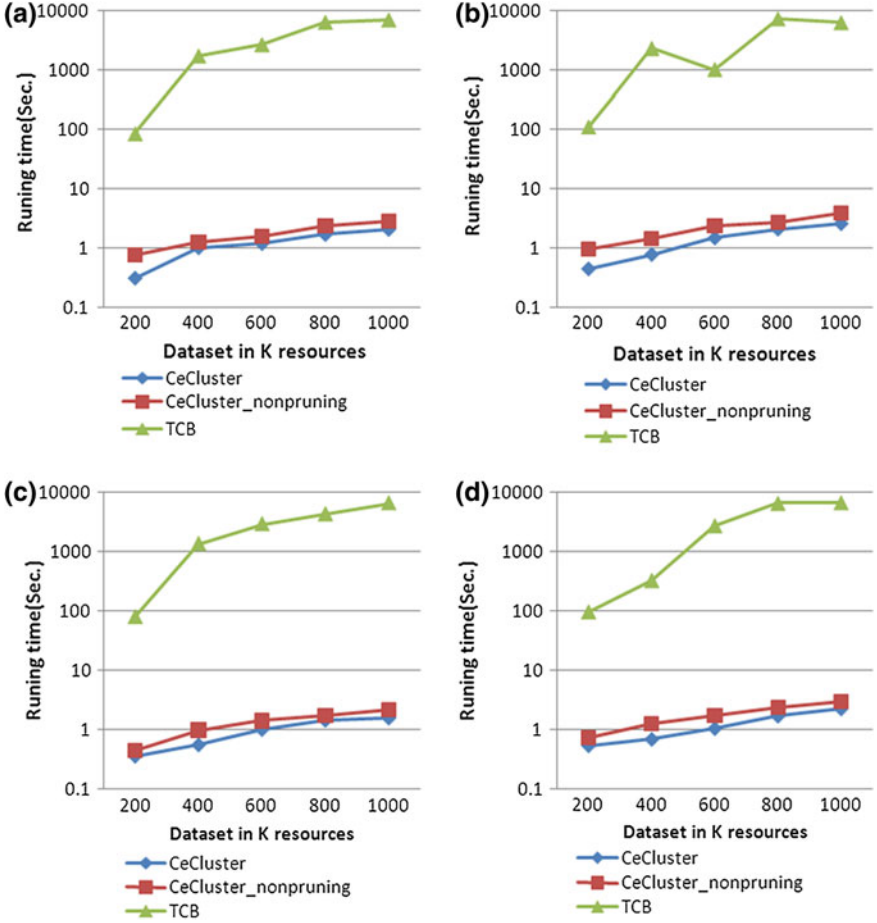 (a)
10000
1000
100
10
1
0.1
Runing time(Sec.)
200 400 600 800 1000
Dataset in K resources
CeCluster
CeCluster_nonpruning
TCB
(b)
10000
1000
100
10
1
0.1
Runing time(Sec.)
200 400 600 800 1000
Dataset in K resources
CeCluster
CeCluster_nonpruning
TCB
(c)
10000
1000
100
10
1
0.1
Runing time(Sec.)
200 400 600 800 1000
Dataset in K resources
CeCluster
CeCluster_nonpruning
TCB
(d)
10000
1000
100
10
1
0.1
Runing time(Sec.)
200 400 600 800 1000
Dataset in K resources
CeCluster
CeCluster_nonpruning
TCB